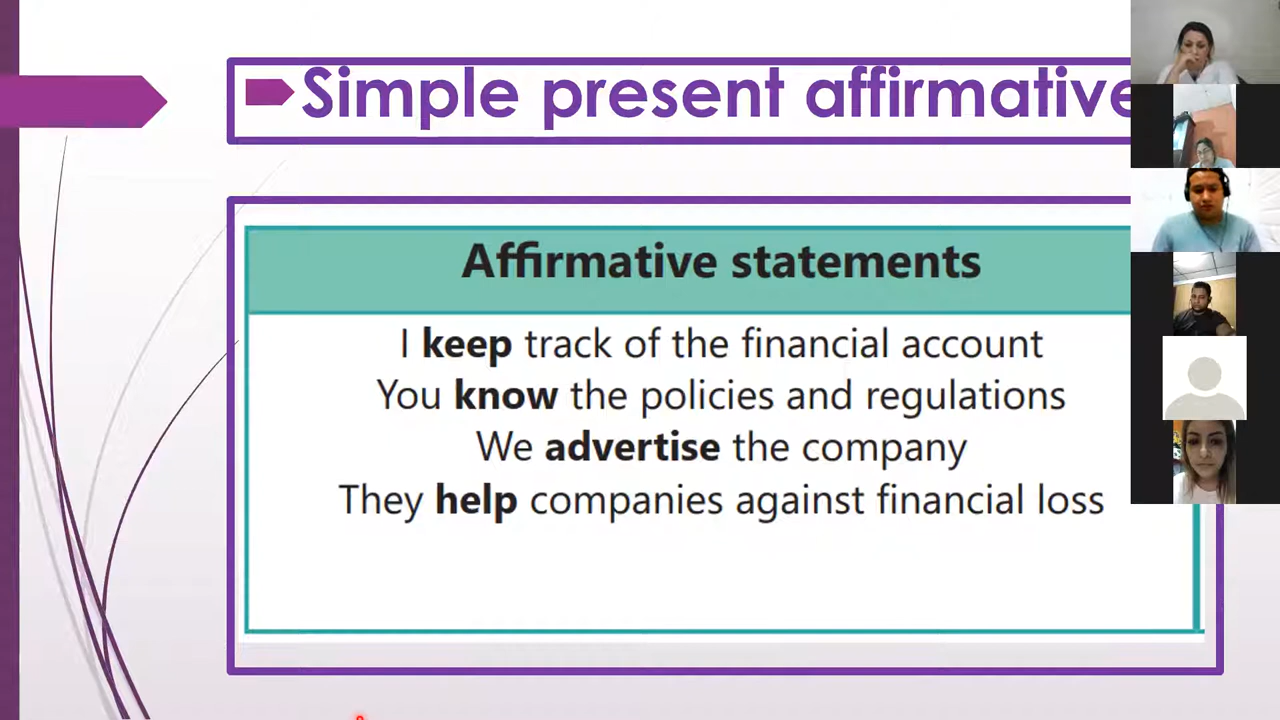 Simple present affirmative
Affirmative statements
I keep track of the financial account
You know the policies and regulations
We advertise the company
They help companies against financial loss